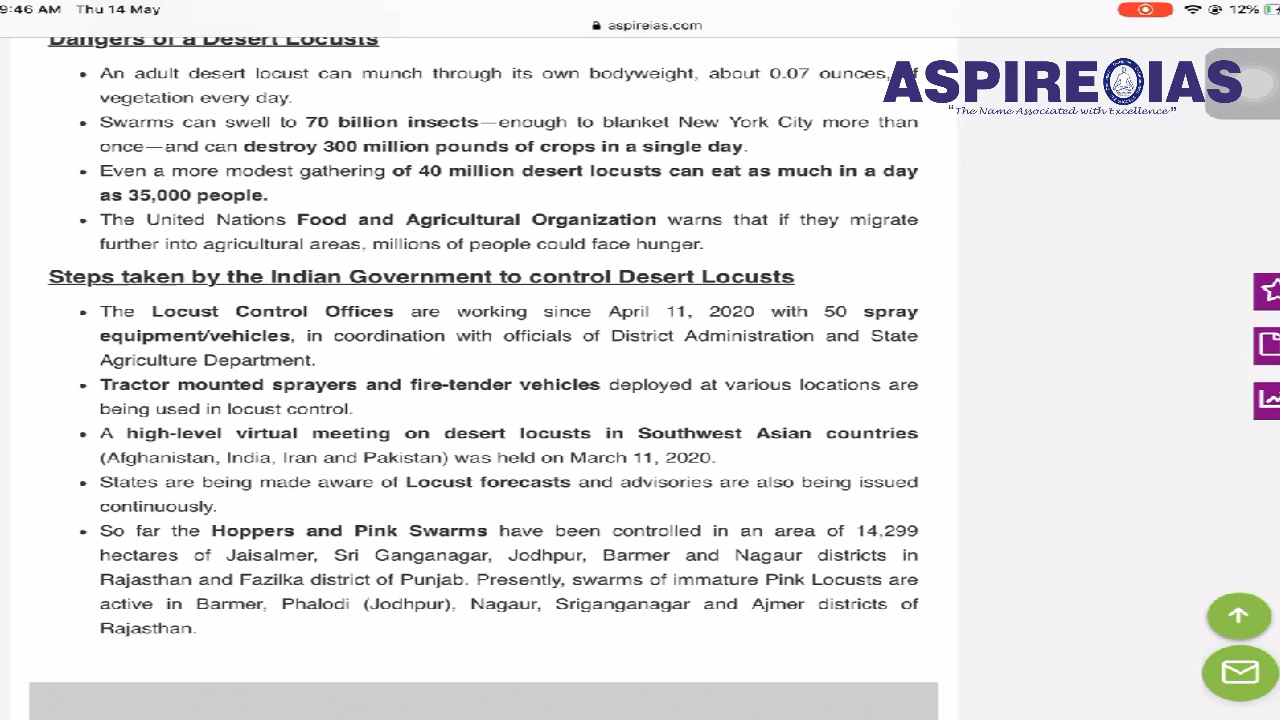 9:46 AM Thu 14 May
12%
aspireias.com
Dangers of a Desert Locusts
ASPIRE IAS
"The Name Associated with Excellence"
• An adult desert locust can munch through its own bodyweight, about 0.07 ounces, of
vegetation every day.
• Swarms can swell to 70 billion insects—enough to blanket New York City more than
once—and can destroy 300 million pounds of crops in a single day.
• Even a more modest gathering of 40 million desert locusts can eat as much in a day
as 35,000 people.
• The United Nations Food and Agricultural Organization warns that if they migrate
further into agricultural areas, millions of people could face hunger.
Steps taken by the Indian Government to control Desert Locusts
• The Locust Control Offices are working since April 11, 2020 with 50 spray
equipment/vehicles, in coordination with officials of District Administration and State
Agriculture Department.
• Tractor mounted sprayers and fire-tender vehicles deployed at various locations are
being used in locust control.
• A high-level virtual meeting on desert locusts in Southwest Asian countries
(Afghanistan, India, Iran and Pakistan) was held on March 11, 2020.
• States are being made aware of Locust forecasts and advisories are also being issued
continuously.
• So far the Hoppers and Pink Swarms have been controlled in an area of 14,299
hectares of Jaisalmer, Sri Ganganagar, Jodhpur, Barmer and Nagaur districts in
Rajasthan and Fazilka district of Punjab. Presently, swarms of immature Pink Locusts are
active in Barmer, Phalodi (Jodhpur), Nagaur, Sriganganagar and Ajmer districts of
Rajasthan.